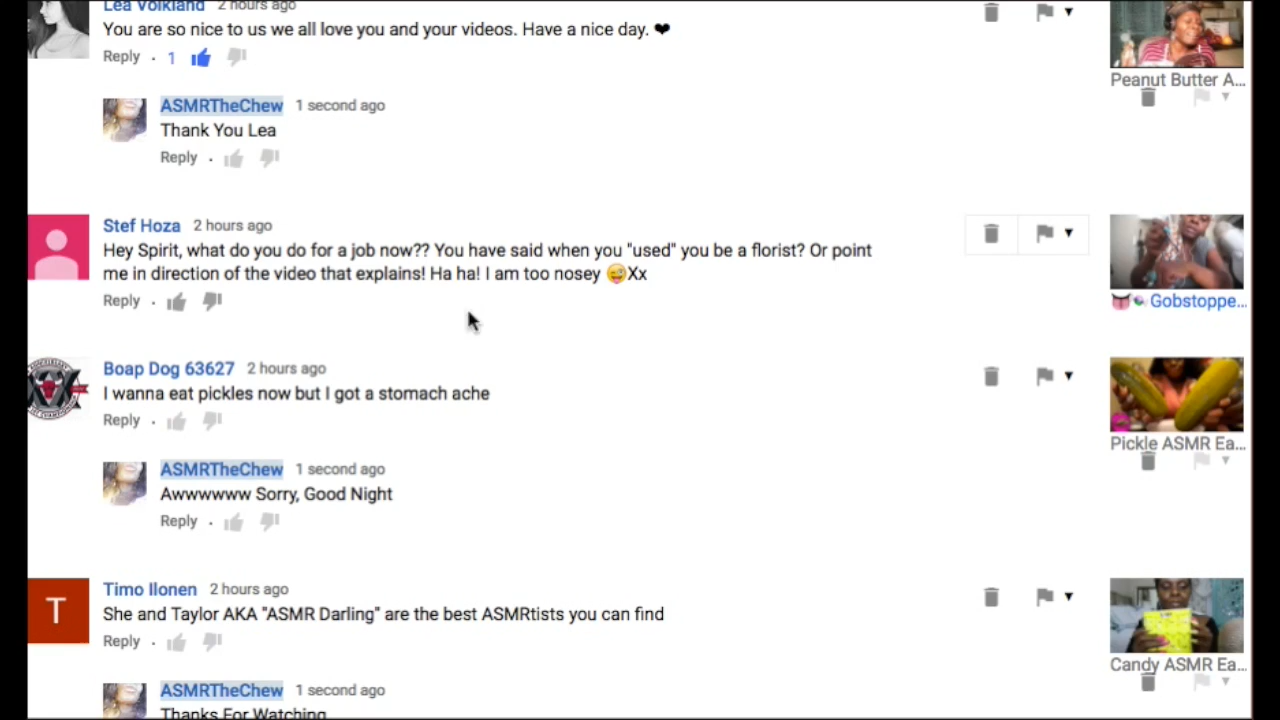 Lea Volkland 2 hours ago
You are so nice to us we all love you and your videos. Have a nice day. ❤
Reply · 1
Peanut Butter A...
ASMRTheChew 1 second ago
Thank You Lea
Reply ·
Stef Hoza 2 hours ago
Hey Spirit, what do you do for a job now?? You have said when you "used" you be a florist? Or point
me in direction of the video that explains! Ha ha! I am too nosey 😜Xx
Reply ·
Gobstoppe...
Boap Dog 63627 2 hours ago
I wanna eat pickles now but I got a stomach ache
Reply ·
Pickle ASMR Ea...
ASMRTheChew 1 second ago
Awwwwww Sorry, Good Night
Reply ·
T
Timo Ilonen 2 hours ago
She and Taylor AKA "ASMR Darling" are the best ASMRtists you can find
Reply ·
Candy ASMR Ea...
ASMRTheChew 1 second ago
Thanks For Watching